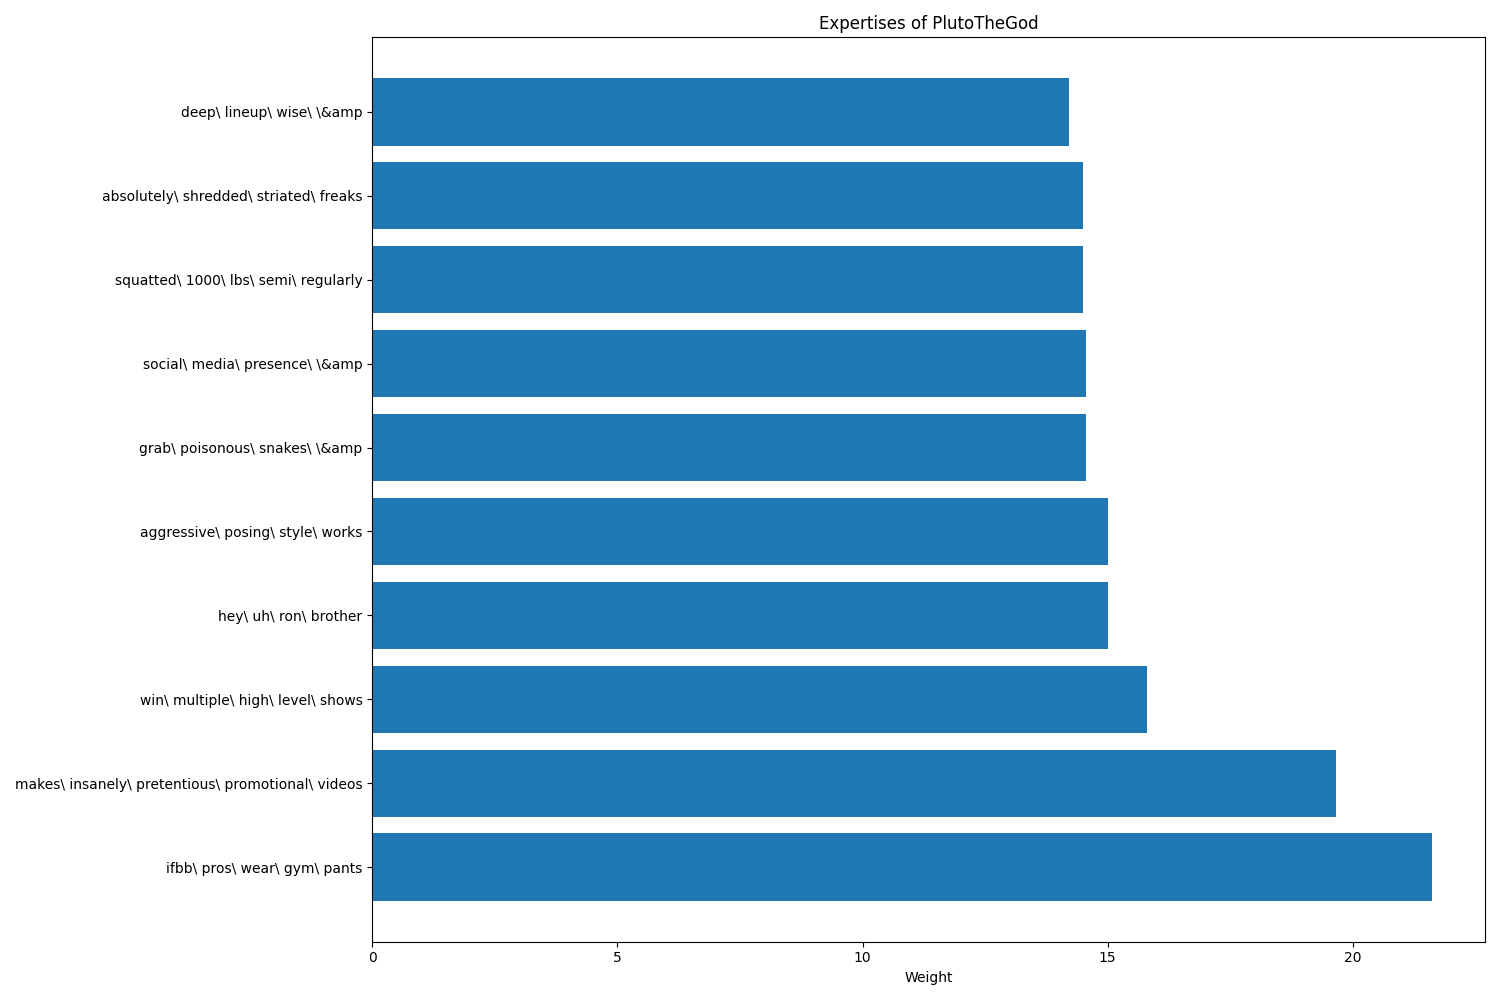 Expertises of PlutoTheGod
deep\ lineup\ wise\ \&amp
absolutely\ shredded\ striated\ freaks
squatted\ 1000\ lbs\ semi\ regularly
social\ media\ presence\ \&amp
grab\ poisonous\ snakes\ \&amp
aggressive\ posing\ style\ works
hey\ uh\ ron\ brother
win\ multiple\ high\ level\ shows
makes\ insanely\ pretentious\ promotional\ videos
ifbb\ pros\ wear\ gym\ pants
0 5 10 15 20
Weight